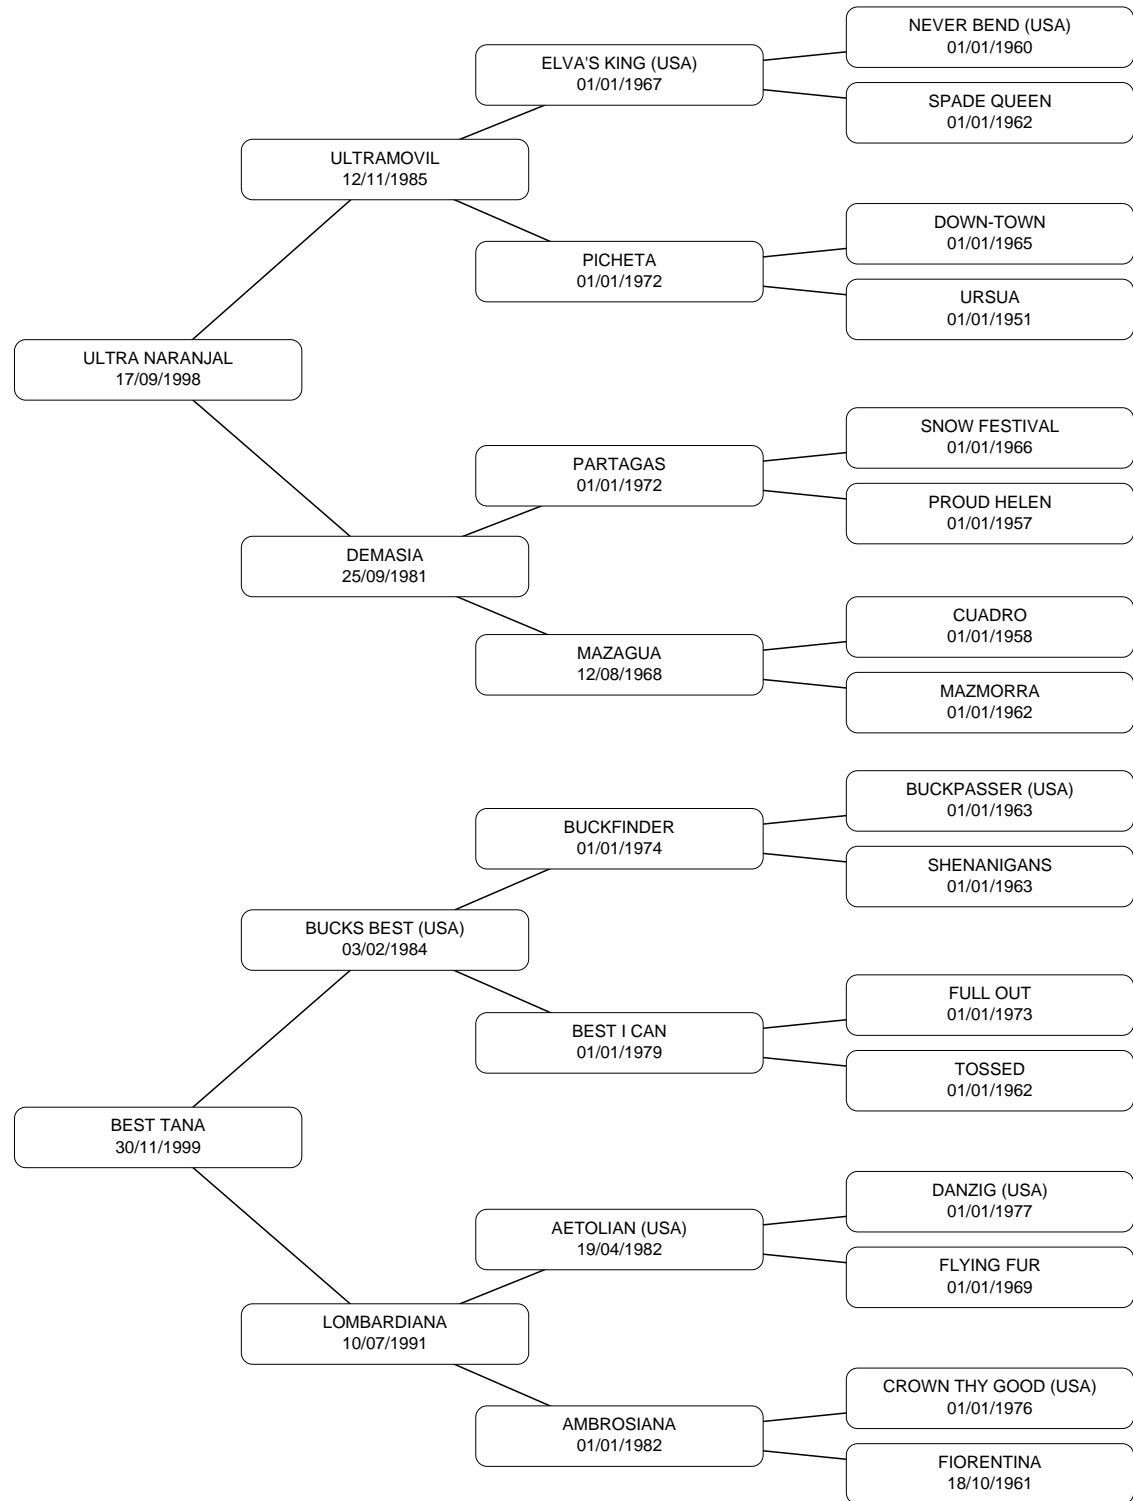 NEVER BEND (USA)
01/01/1960
ELVA'S KING (USA)
01/01/1967
SPADE QUEEN
01/01/1962
ULTRAMOVIL
12/11/1985
DOWN-TOWN
01/01/1965
PICHETA
01/01/1972
URSUA
01/01/1951
ULTRA NARANJAL
17/09/1998
SNOW FESTIVAL
01/01/1966
PARTAGAS
01/01/1972
PROUD HELEN
01/01/1957
DEMASIA
25/09/1981
CUADRO
01/01/1958
MAZAGUA
12/08/1968
MAZMORRA
01/01/1962
BUCKPASSER (USA)
01/01/1963
BUCKFINDER
01/01/1974
SHENANIGANS
01/01/1963
BUCKS BEST (USA)
03/02/1984
FULL OUT
01/01/1973
BEST I CAN
01/01/1979
TOSSED
01/01/1962
BEST TANA
30/11/1999
DANZIG (USA)
01/01/1977
AETOLIAN (USA)
19/04/1982
FLYING FUR
01/01/1969
LOMBARDIANA
10/07/1991
CROWN THY GOOD (USA)
01/01/1976
AMBROSIANA
01/01/1982
FIORENTINA
18/10/1961